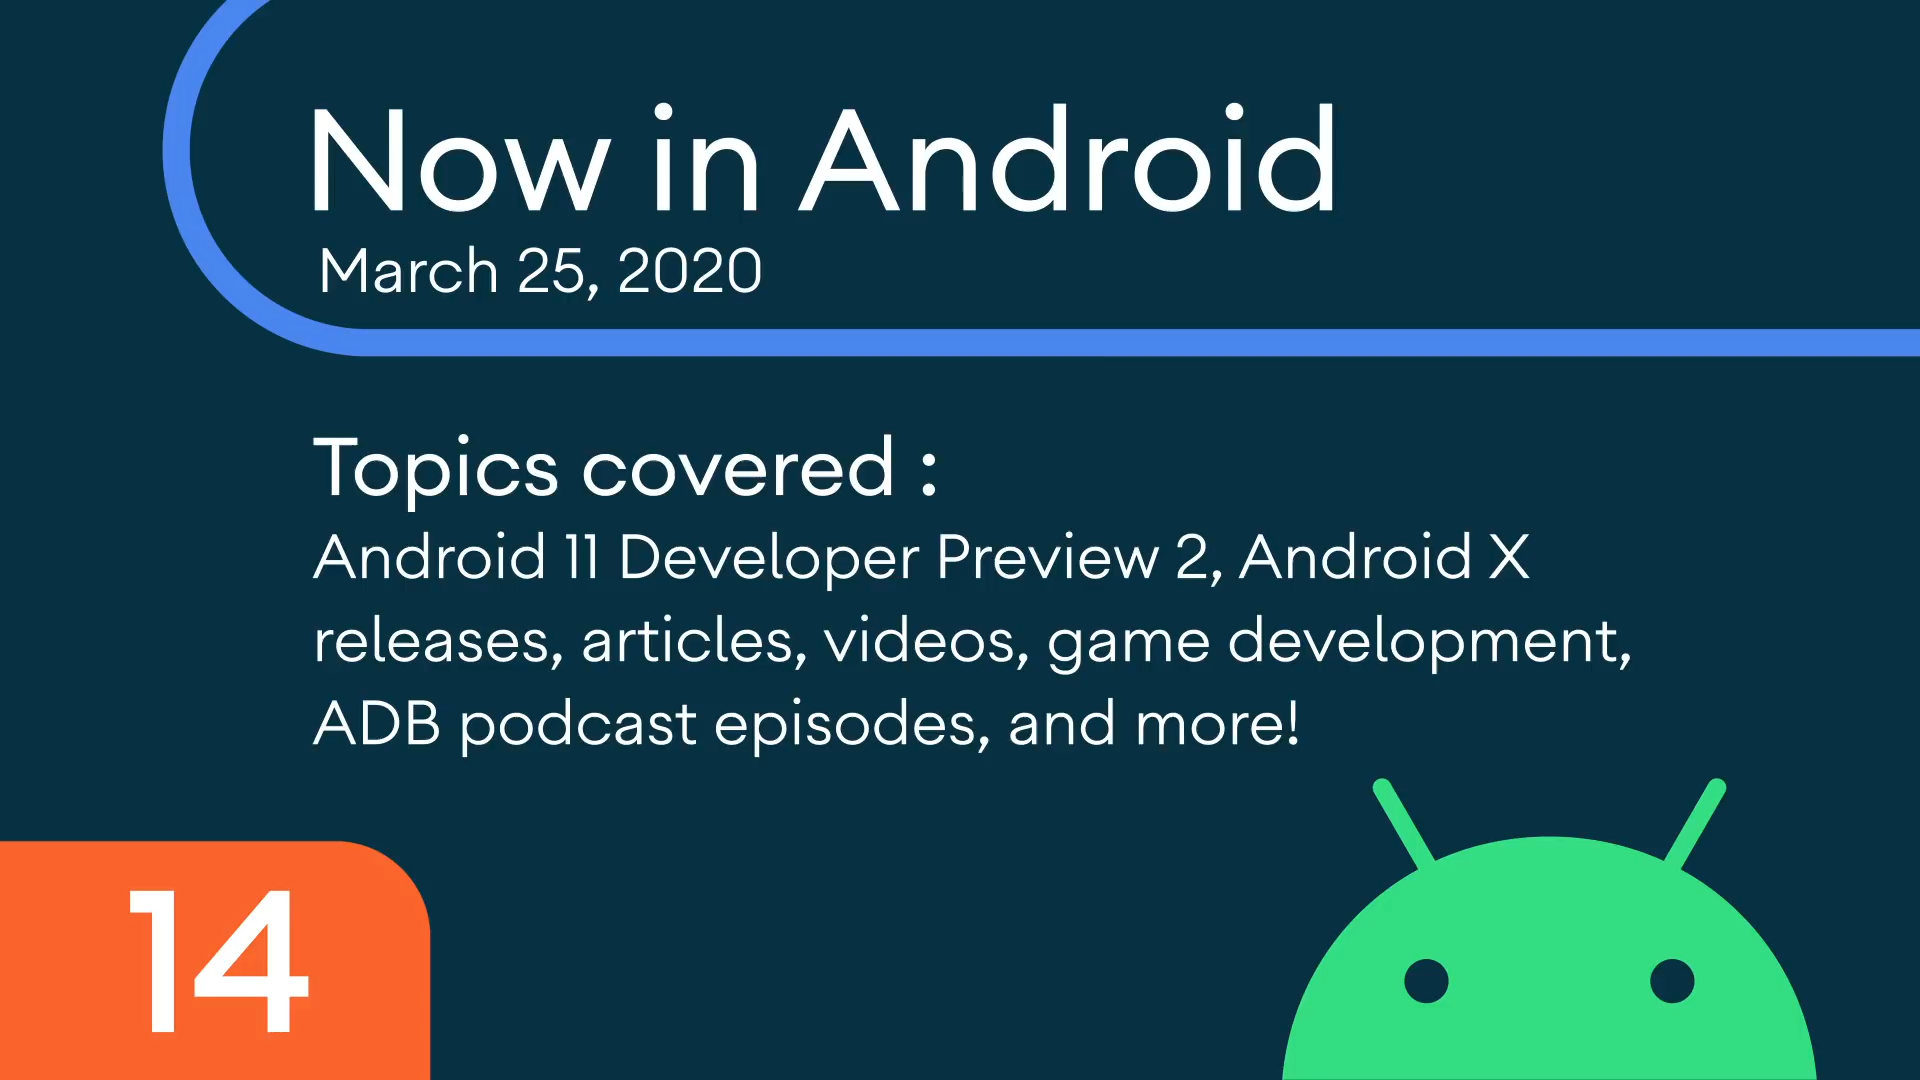 Now in Android
March 25, 2020
Topics covered :
Android 11 Developer Preview 2, Android X
releases, articles, videos, game development,
ADB podcast episodes, and more!
14